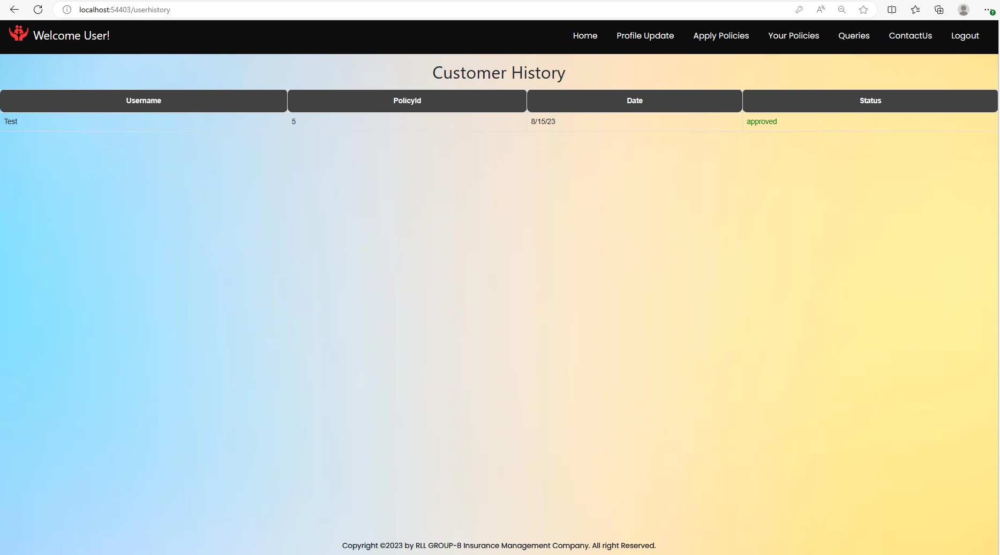 localhost:54403/userhistory
Welcome User!
Home Profile Update Apply Policies Your Policies Queries ContactUs Logout
Customer History
Username PolicyId Date Status
Test 5 8/15/23 approved
Copyright ©2023 by RLL GROUP-8 Insurance Management Company. All right Reserved.